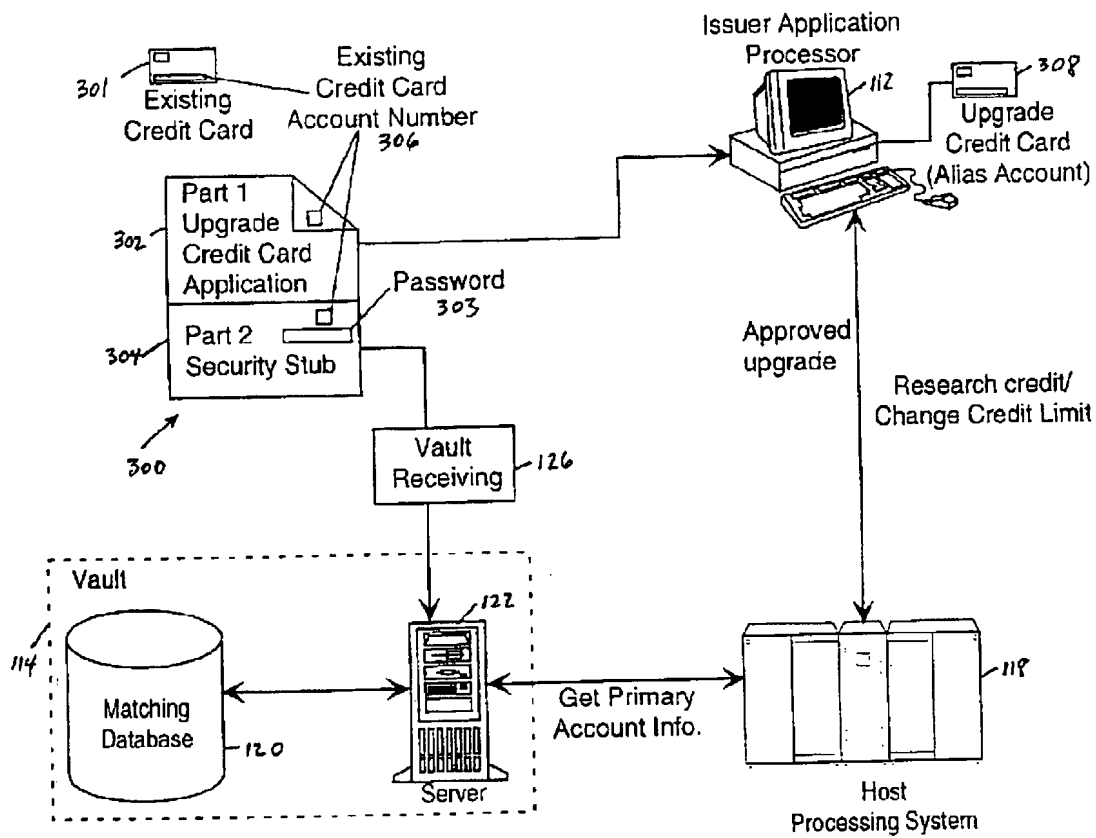 301
Existing
Credit Card
Existing
Credit Card
Account Number
306
Issuer Application
Processor
112
308
Upgrade
Credit Card
(Alias Account)
302
Part 1
Upgrade
Credit Card
Application
Password
303
304
Part 2
Security Stub
300
Vault
Receiving
126
Approved
upgrade
Research credit/
Change Credit Limit
Vault
114
Matching
Database
120
122
Server
Get Primary
Account Info.
118
Host
Processing System